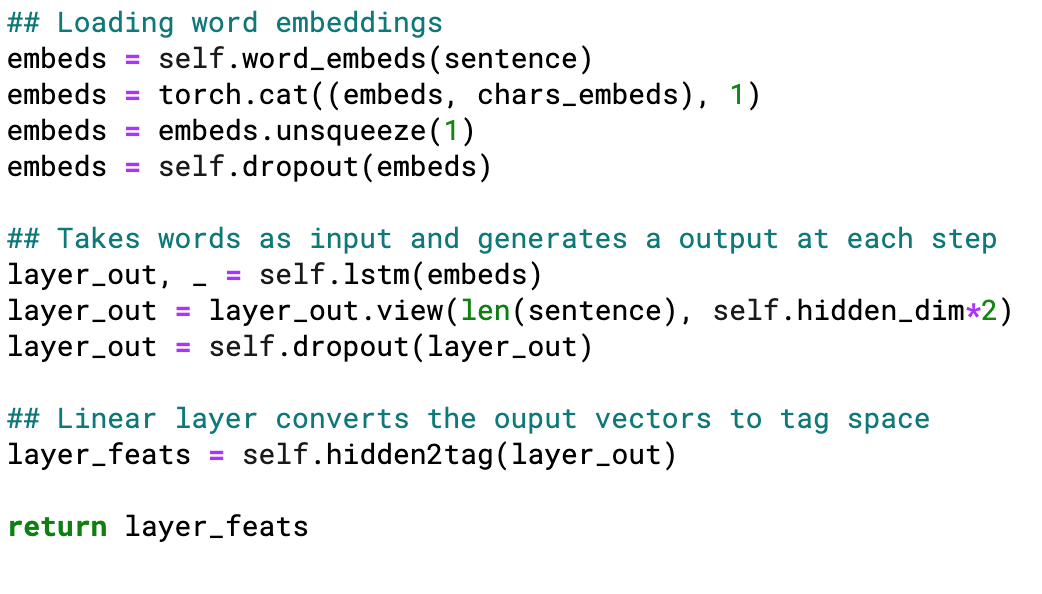 ## Loading word embeddings
embeds = self.word_embeds(sentence)
embeds = torch.cat((embeds, chars_embeds), 1)
embeds = embeds.unsqueeze(1)
embeds = self.dropout(embeds)
## Takes words as input and generates a output at each step
layer_out, _ = self.lstm(embeds)
layer_out = layer_out.view(len(sentence), self.hidden_dim*2)
layer_out = self.dropout(layer_out)
## Linear layer converts the ouput vectors to tag space
layer_feats = self.hidden2tag(layer_out)
return layer_feats